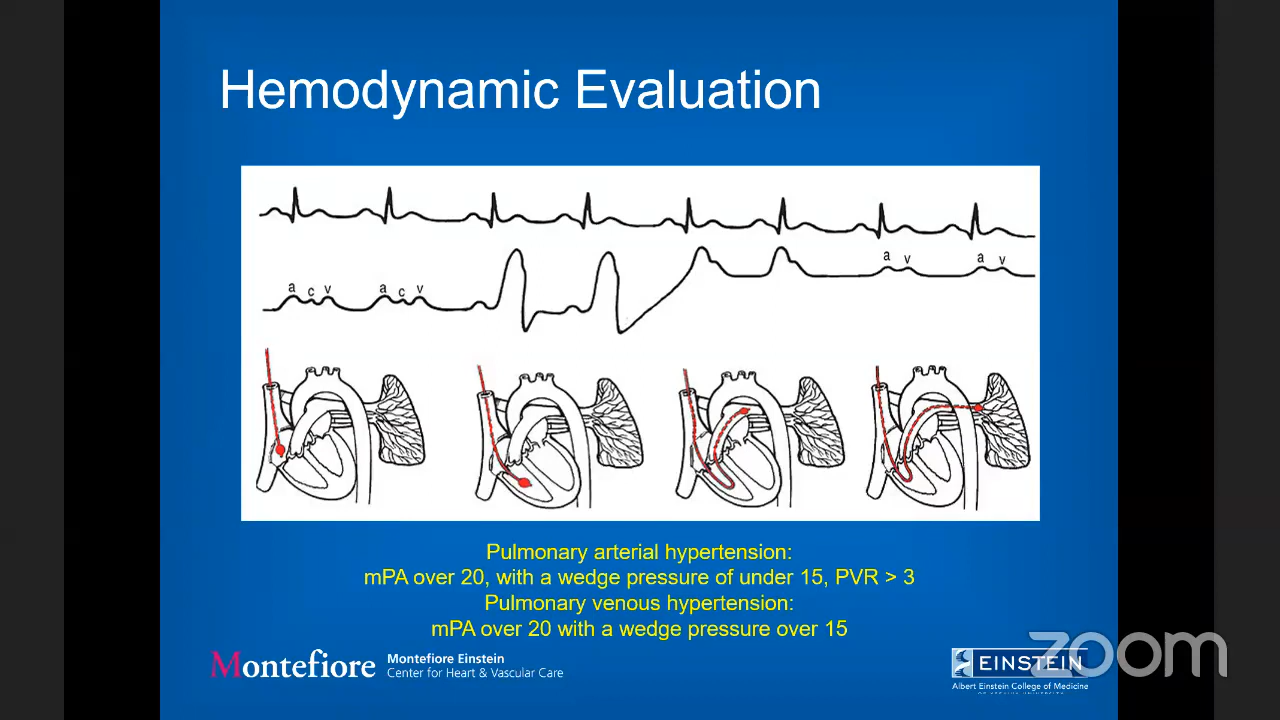 Hemodynamic Evaluation
a c v a c v
a v a v
Pulmonary arterial hypertension:
mPA over 20, with a wedge pressure of under 15, PVR > 3
Pulmonary venous hypertension:
mPA over 20 with a wedge pressure over 15
Montefiore
Montefiore Einstein
Center for Heart & Vascular Care
EINSTEIN
Albert Einstein College of Medicine
zoom